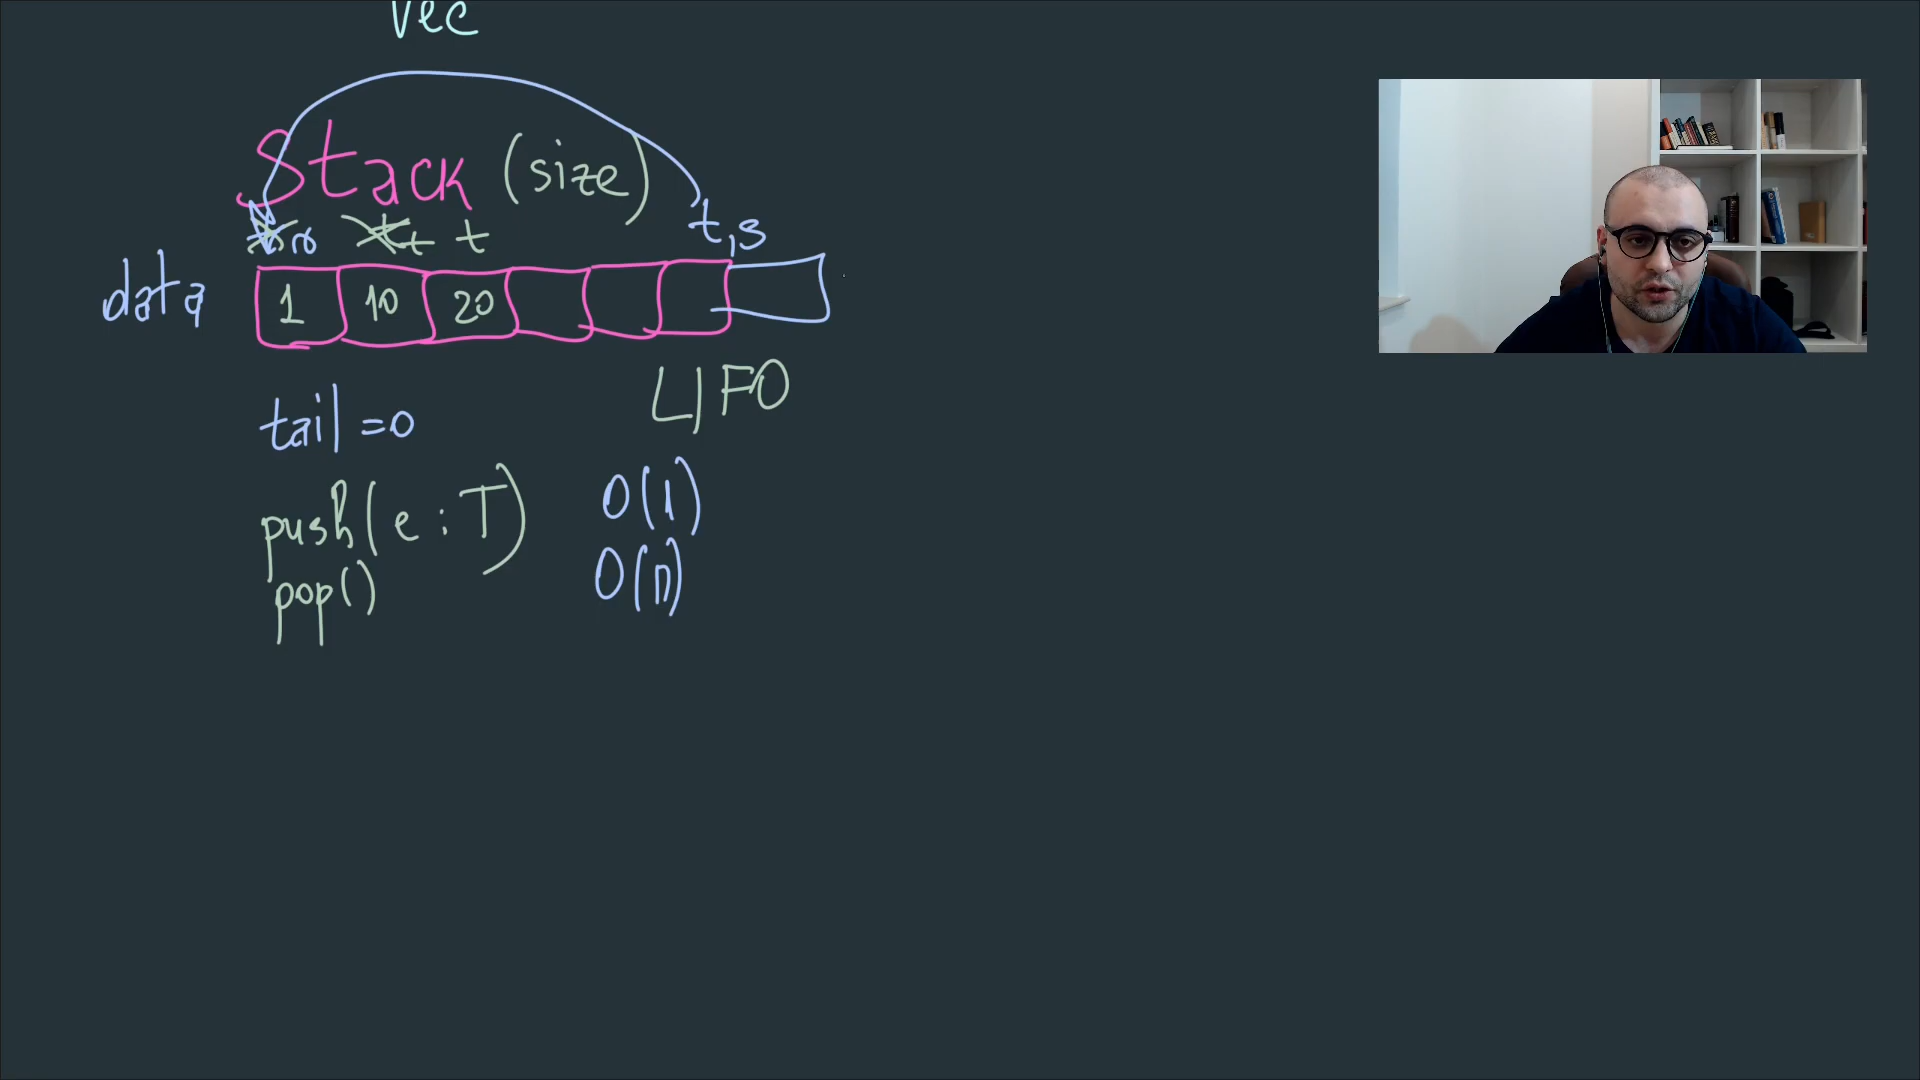 Vec
Stack (size)
t t t,s
data 1 10 20
LIFO
tail = 0
push(e : T) O(1)
pop() O(n)